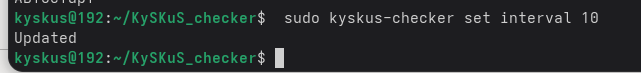 kyskus@192:~/KySKuS_checker$  sudo kyskus-checker set interval 10
Updated
kyskus@192:~/KySKuS_checker$